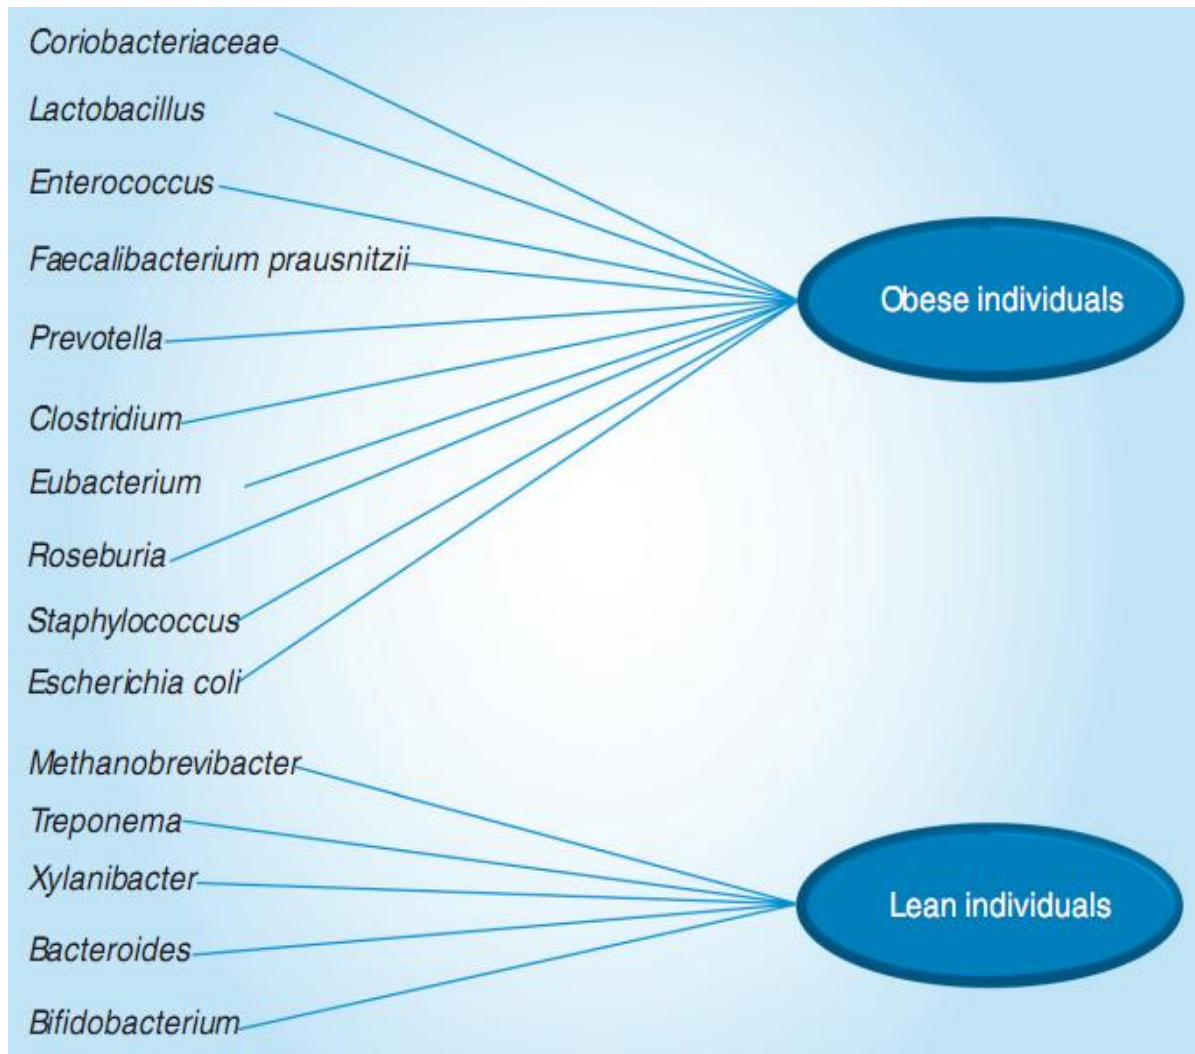 Coriobacteriaceae
Lactobacillus
Enterococcus
Faecalibacterium prausnitzii
Prevotella
Clostridium
Eubacterium
Roseburia
Staphylococcus
Escherichia coli
Obese individuals
Methanobrevibacter
Treponema
Xylanibacter
Bacteroides
Bifidobacterium
Lean individuals